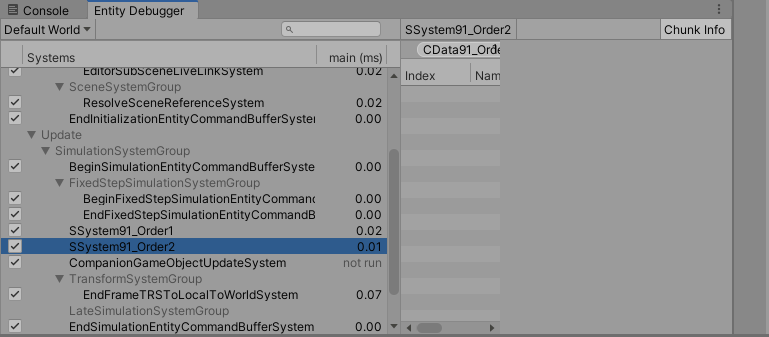 Console
Entity Debugger
Default World
SSystem91_Order2
Chunk Info
Systems
main (ms)
CData91_Orde
Index
Nam
EditorSubSceneLiveLinkSystem 0.02
SceneSystemGroup
ResolveSceneReferenceSystem 0.02
EndInitializationEntityCommandBufferSyster 0.00
Update
SimulationSystemGroup
BeginSimulationEntityCommandBufferSyste 0.00
FixedStepSimulationSystemGroup
BeginFixedStepSimulationEntityCommanc 0.00
EndFixedStepSimulationEntityCommandB 0.00
SSystem91_Order1 0.02
SSystem91_Order2 0.01
CompanionGameObjectUpdateSystem not run
TransformSystemGroup
EndFrameTRSToLocalToWorldSystem 0.07
LateSimulationSystemGroup
EndSimulationEntityCommandBufferSystem 0.00